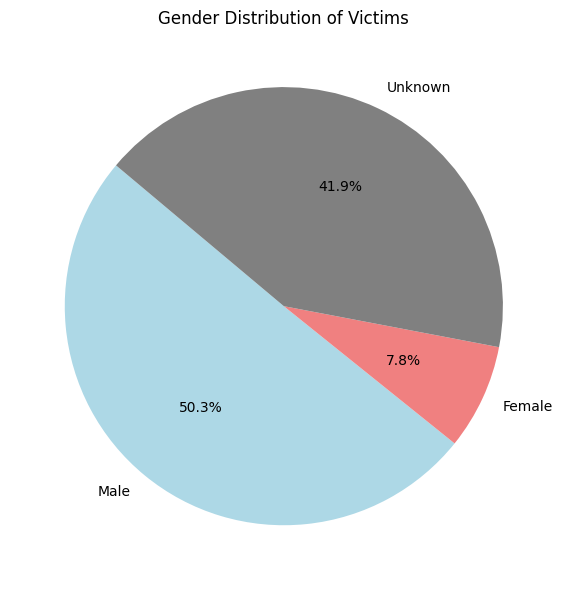 Gender Distribution of Victims
Unknown
41.9%
7.8%
Female
50.3%
Male